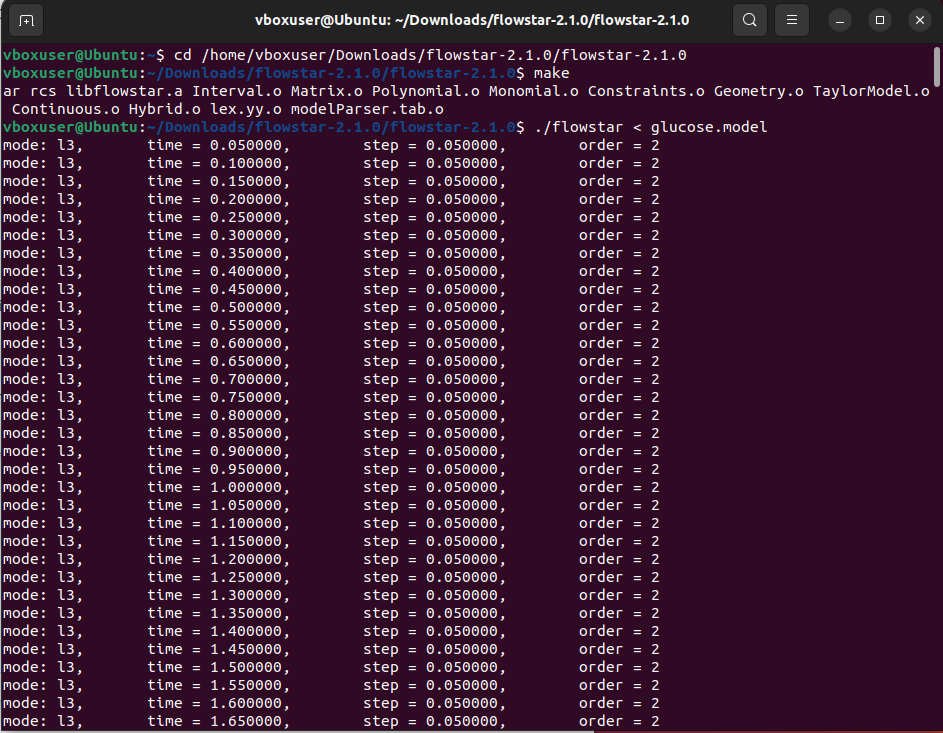 vboxuser@Ubuntu: ~/Downloads/flowstar-2.1.0/flowstar-2.1.0
vboxuser@Ubuntu:~$ cd /home/vboxuser/Downloads/flowstar-2.1.0/flowstar-2.1.0
vboxuser@Ubuntu:~/Downloads/flowstar-2.1.0/flowstar-2.1.0$ make
ar rcs libflowstar.a Interval.o Matrix.o Polynomial.o Monomial.o Constraints.o Geometry.o TaylorModel.o
 Continuous.o Hybrid.o lex.yy.o modelParser.tab.o
vboxuser@Ubuntu:~/Downloads/flowstar-2.1.0/flowstar-2.1.0$ ./flowstar < glucose.model
mode: l3,       time = 0.050000,        step = 0.050000,        order = 2
mode: l3,       time = 0.100000,        step = 0.050000,        order = 2
mode: l3,       time = 0.150000,        step = 0.050000,        order = 2
mode: l3,       time = 0.200000,        step = 0.050000,        order = 2
mode: l3,       time = 0.250000,        step = 0.050000,        order = 2
mode: l3,       time = 0.300000,        step = 0.050000,        order = 2
mode: l3,       time = 0.350000,        step = 0.050000,        order = 2
mode: l3,       time = 0.400000,        step = 0.050000,        order = 2
mode: l3,       time = 0.450000,        step = 0.050000,        order = 2
mode: l3,       time = 0.500000,        step = 0.050000,        order = 2
mode: l3,       time = 0.550000,        step = 0.050000,        order = 2
mode: l3,       time = 0.600000,        step = 0.050000,        order = 2
mode: l3,       time = 0.650000,        step = 0.050000,        order = 2
mode: l3,       time = 0.700000,        step = 0.050000,        order = 2
mode: l3,       time = 0.750000,        step = 0.050000,        order = 2
mode: l3,       time = 0.800000,        step = 0.050000,        order = 2
mode: l3,       time = 0.850000,        step = 0.050000,        order = 2
mode: l3,       time = 0.900000,        step = 0.050000,        order = 2
mode: l3,       time = 0.950000,        step = 0.050000,        order = 2
mode: l3,       time = 1.000000,        step = 0.050000,        order = 2
mode: l3,       time = 1.050000,        step = 0.050000,        order = 2
mode: l3,       time = 1.100000,        step = 0.050000,        order = 2
mode: l3,       time = 1.150000,        step = 0.050000,        order = 2
mode: l3,       time = 1.200000,        step = 0.050000,        order = 2
mode: l3,       time = 1.250000,        step = 0.050000,        order = 2
mode: l3,       time = 1.300000,        step = 0.050000,        order = 2
mode: l3,       time = 1.350000,        step = 0.050000,        order = 2
mode: l3,       time = 1.400000,        step = 0.050000,        order = 2
mode: l3,       time = 1.450000,        step = 0.050000,        order = 2
mode: l3,       time = 1.500000,        step = 0.050000,        order = 2
mode: l3,       time = 1.550000,        step = 0.050000,        order = 2
mode: l3,       time = 1.600000,        step = 0.050000,        order = 2
mode: l3,       time = 1.650000,        step = 0.050000,        order = 2